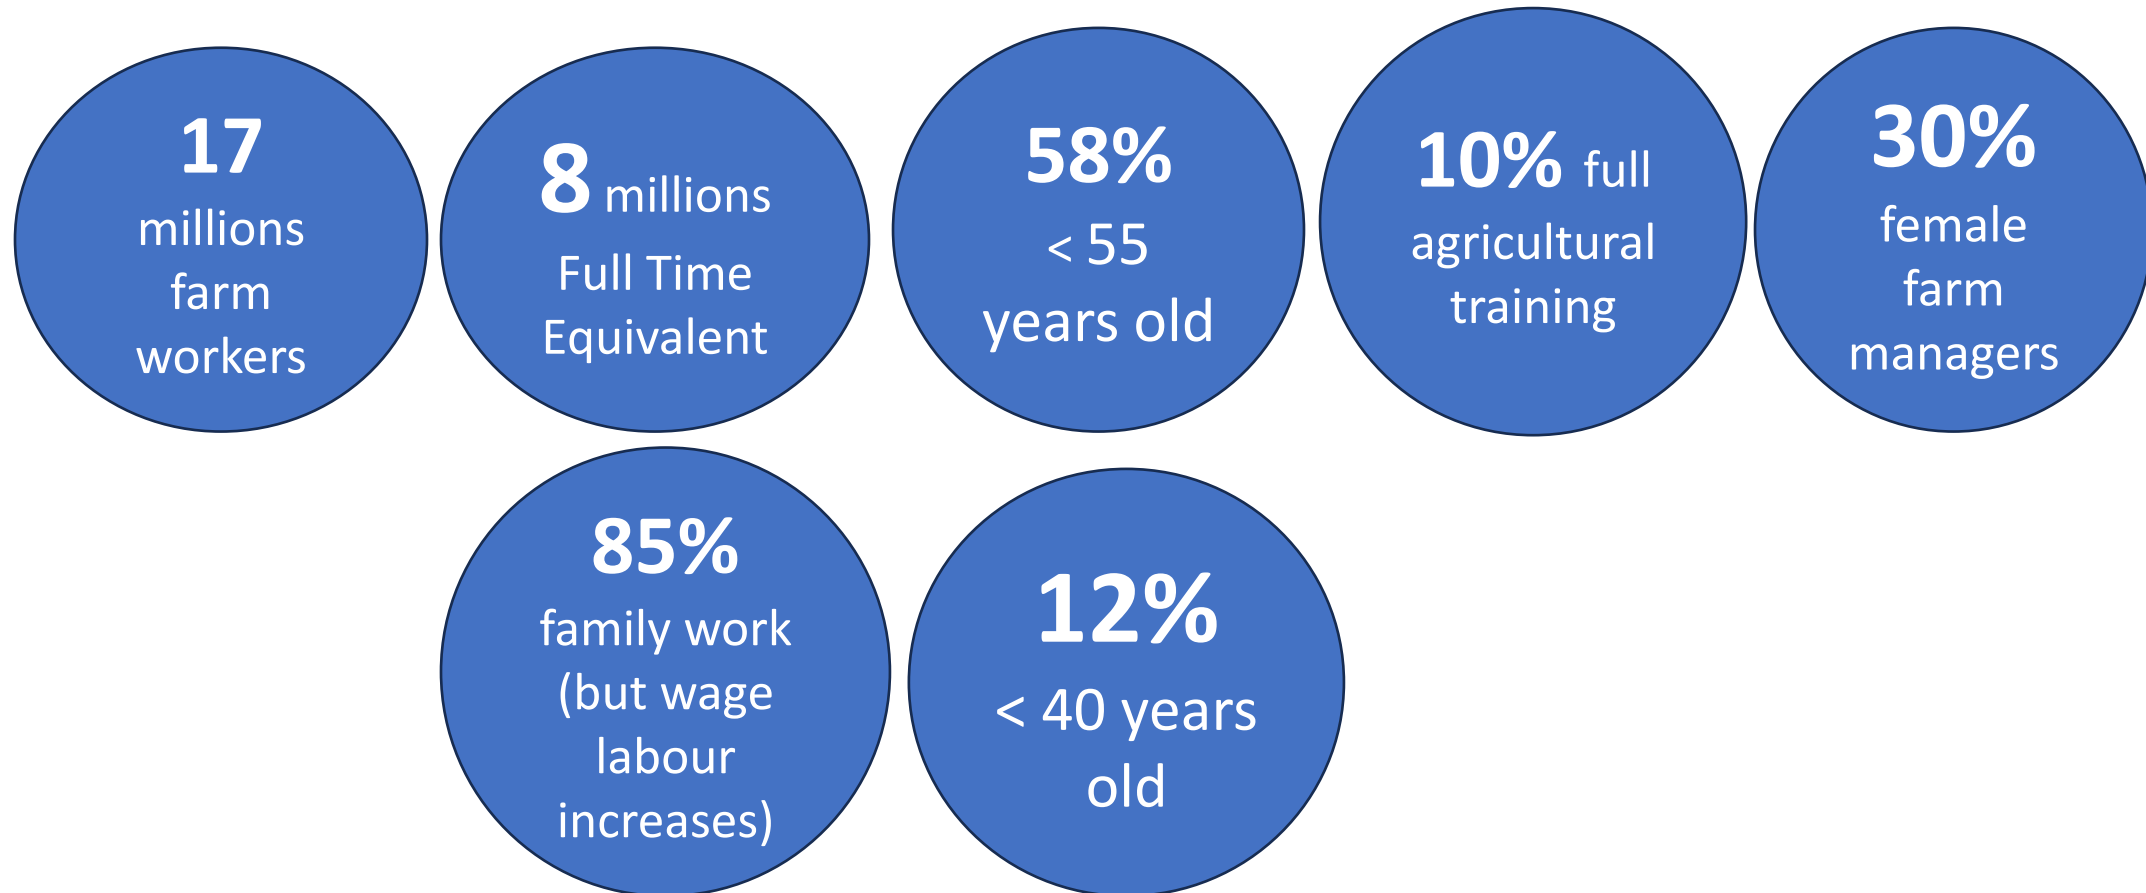 17
millions
farm
workers
8 millions
Full Time
Equivalent
58%
< 55
years old
10% full
agricultural
training
30%
female
farm
managers
85%
family work
(but wage
labour
increases)
12%
< 40 years
old